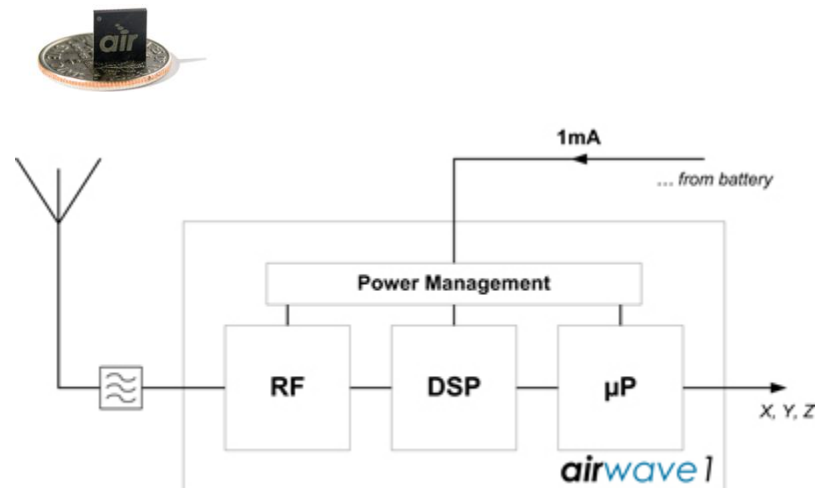 air
1mA
... from battery
Power Management
RF
DSP
µP
X, Y, Z
airwave1